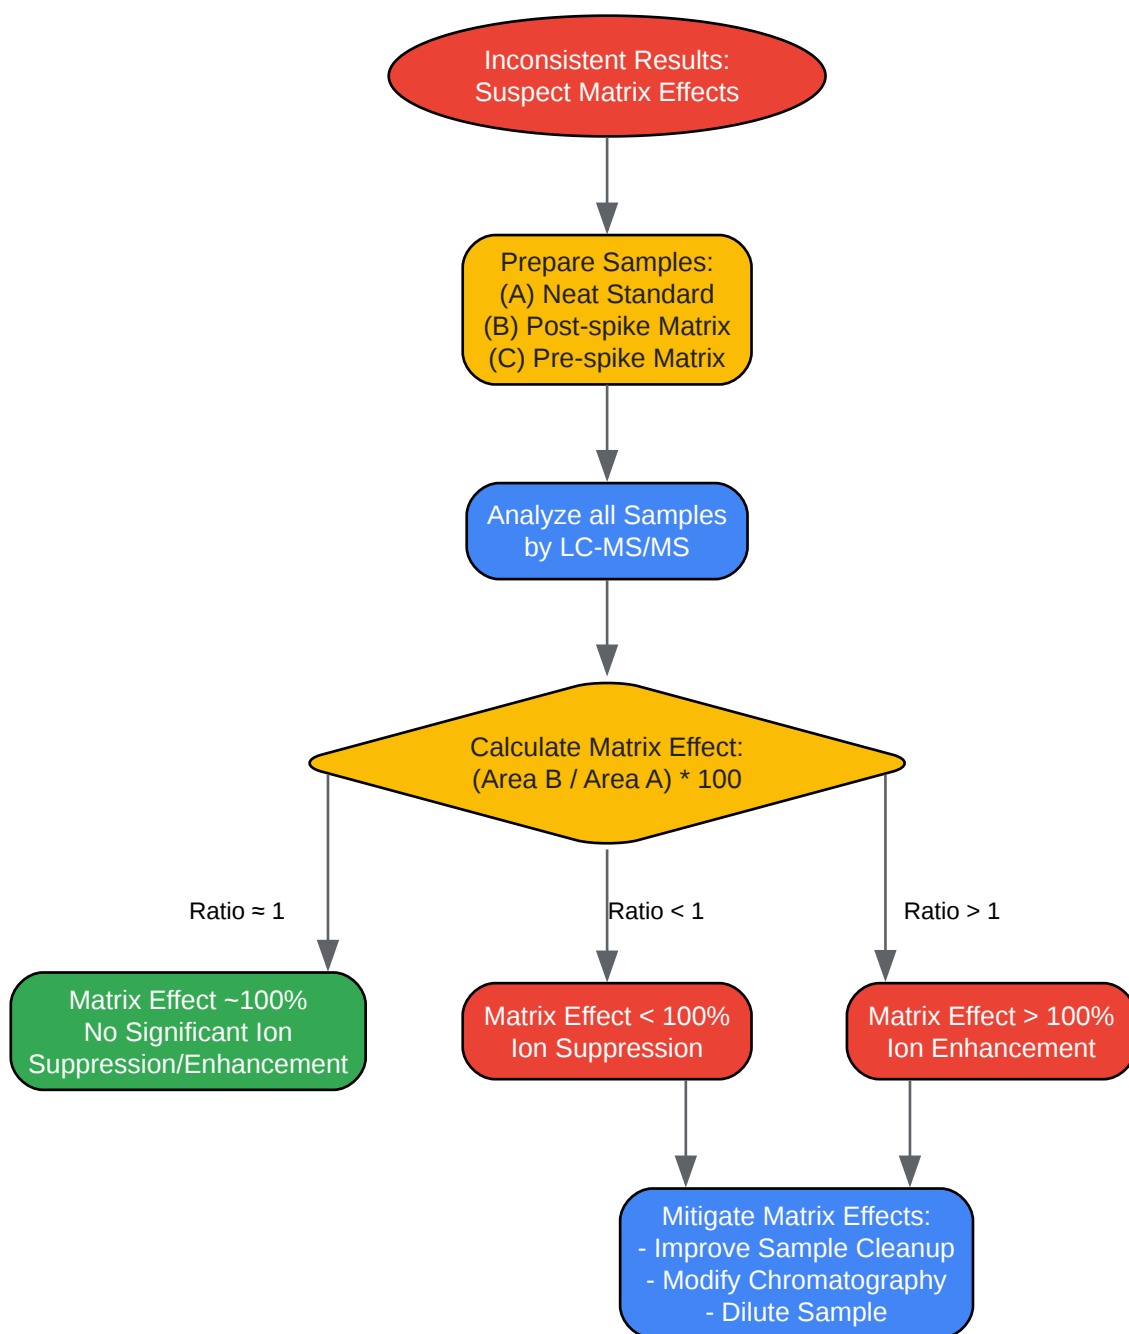 Inconsistent Results:
Suspect Matrix Effects
Prepare Samples:
(A) Neat Standard
(B) Post-spike Matrix
(C) Pre-spike Matrix
Analyze all Samples
by LC-MS/MS
Calculate Matrix Effect:
(Area B / Area A) * 100
Ratio ≈ 1
Ratio < 1
Ratio > 1
Matrix Effect ~100%
No Significant Ion
Suppression/Enhancement
Matrix Effect < 100%
Ion Suppression
Matrix Effect > 100%
Ion Enhancement
Mitigate Matrix Effects:
- Improve Sample Cleanup
- Modify Chromatography
- Dilute Sample